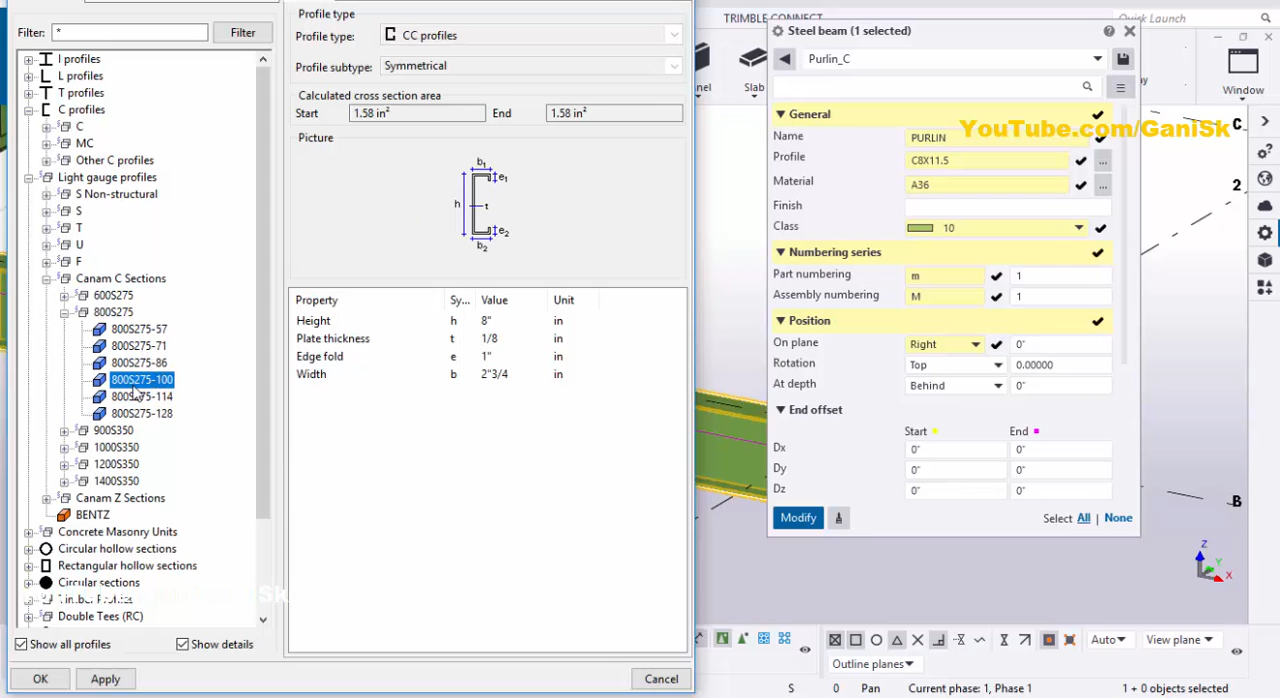 Filter: *
Filter
I profiles
L profiles
T profiles
C profiles
C
MC
Other C profiles
Light gauge profiles
S Non-structural
S
T
U
F
Canam C Sections
600S275
800S275
800S275-57
800S275-71
800S275-86
800S275-100
800S275-114
800S275-128
900S350
1000S350
1200S350
1400S350
Canam Z Sections
BENTZ
Concrete Masonry Units
Circular hollow sections
Rectangular hollow sections
Circular sections
Timber Profiles
Double Tees (RC)
Show all profiles
Show details
OK
Apply
Cancel
Profile type
Profile type: CC profiles
Profile subtype: Symmetrical
Calculated cross section area
Start 1.58 in² End 1.58 in²
Picture
b1
e1
h
t
e2
b2
Property Sy... Value Unit
Height h 8" in
Plate thickness t 1/8 in
Edge fold e 1" in
Width b 2"3/4 in
TRIMBLE CONNECT
Quick Launch
Slab
Window
Steel beam (1 selected)
Purlin_C
General
YouTube.com/GaniSk
Name PURLIN
Profile C8X11.5 ...
Material A36 ...
Finish
Class 10
Numbering series
Part numbering m 1
Assembly numbering M 1
Position
On plane Right 0"
Rotation Top 0.00000
At depth Behind 0"
End offset
Start End
Dx 0" 0"
Dy 0" 0"
Dz 0" 0"
Modify
Select All | None
C
2
B
Z
Y
X
Auto
View plane
Outline planes
S 0 Pan Current phase: 1, Phase 1 1 + 0 objects selected